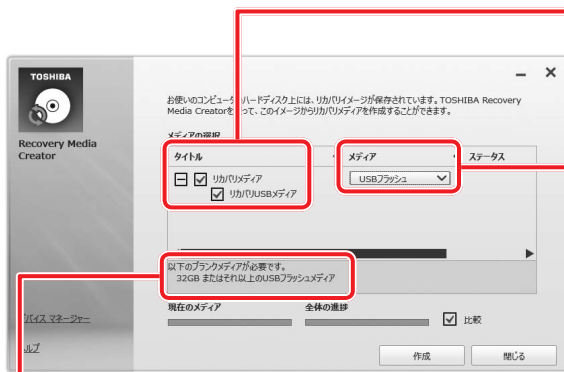 TOSHIBA
Recovery Media
Creator
お使いのコンピュータのハードディスク上には、リカバリイメージが保存されています。TOSHIBA Recovery
Media Creatorを使って、このイメージからリカバリメディアを作成することができます。
メディアの選択
タイトル
メディア
ステータス
リカバリメディア
USBフラッシュ
リカバリUSBメディア
以下のブランクメディアが必要です。
32GB またはそれ以上のUSBフラッシュメディア
現在のメディア
全体の進捗
比較
デバイス マネージャー
ヘルプ
作成
閉じる